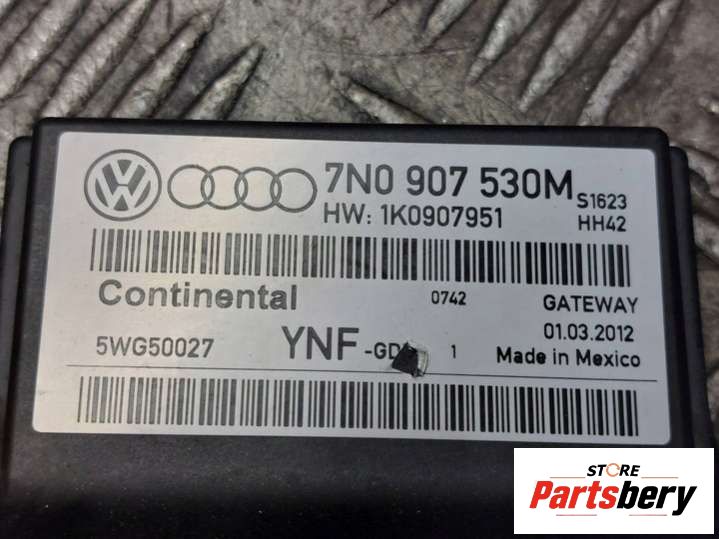 7N0 907 530M S1623
HW: 1K0907951 HH42
Continental 0742 GATEWAY
01.03.2012
5WG50027 YNF 1 Made in Mexico
STORE
Partsbery